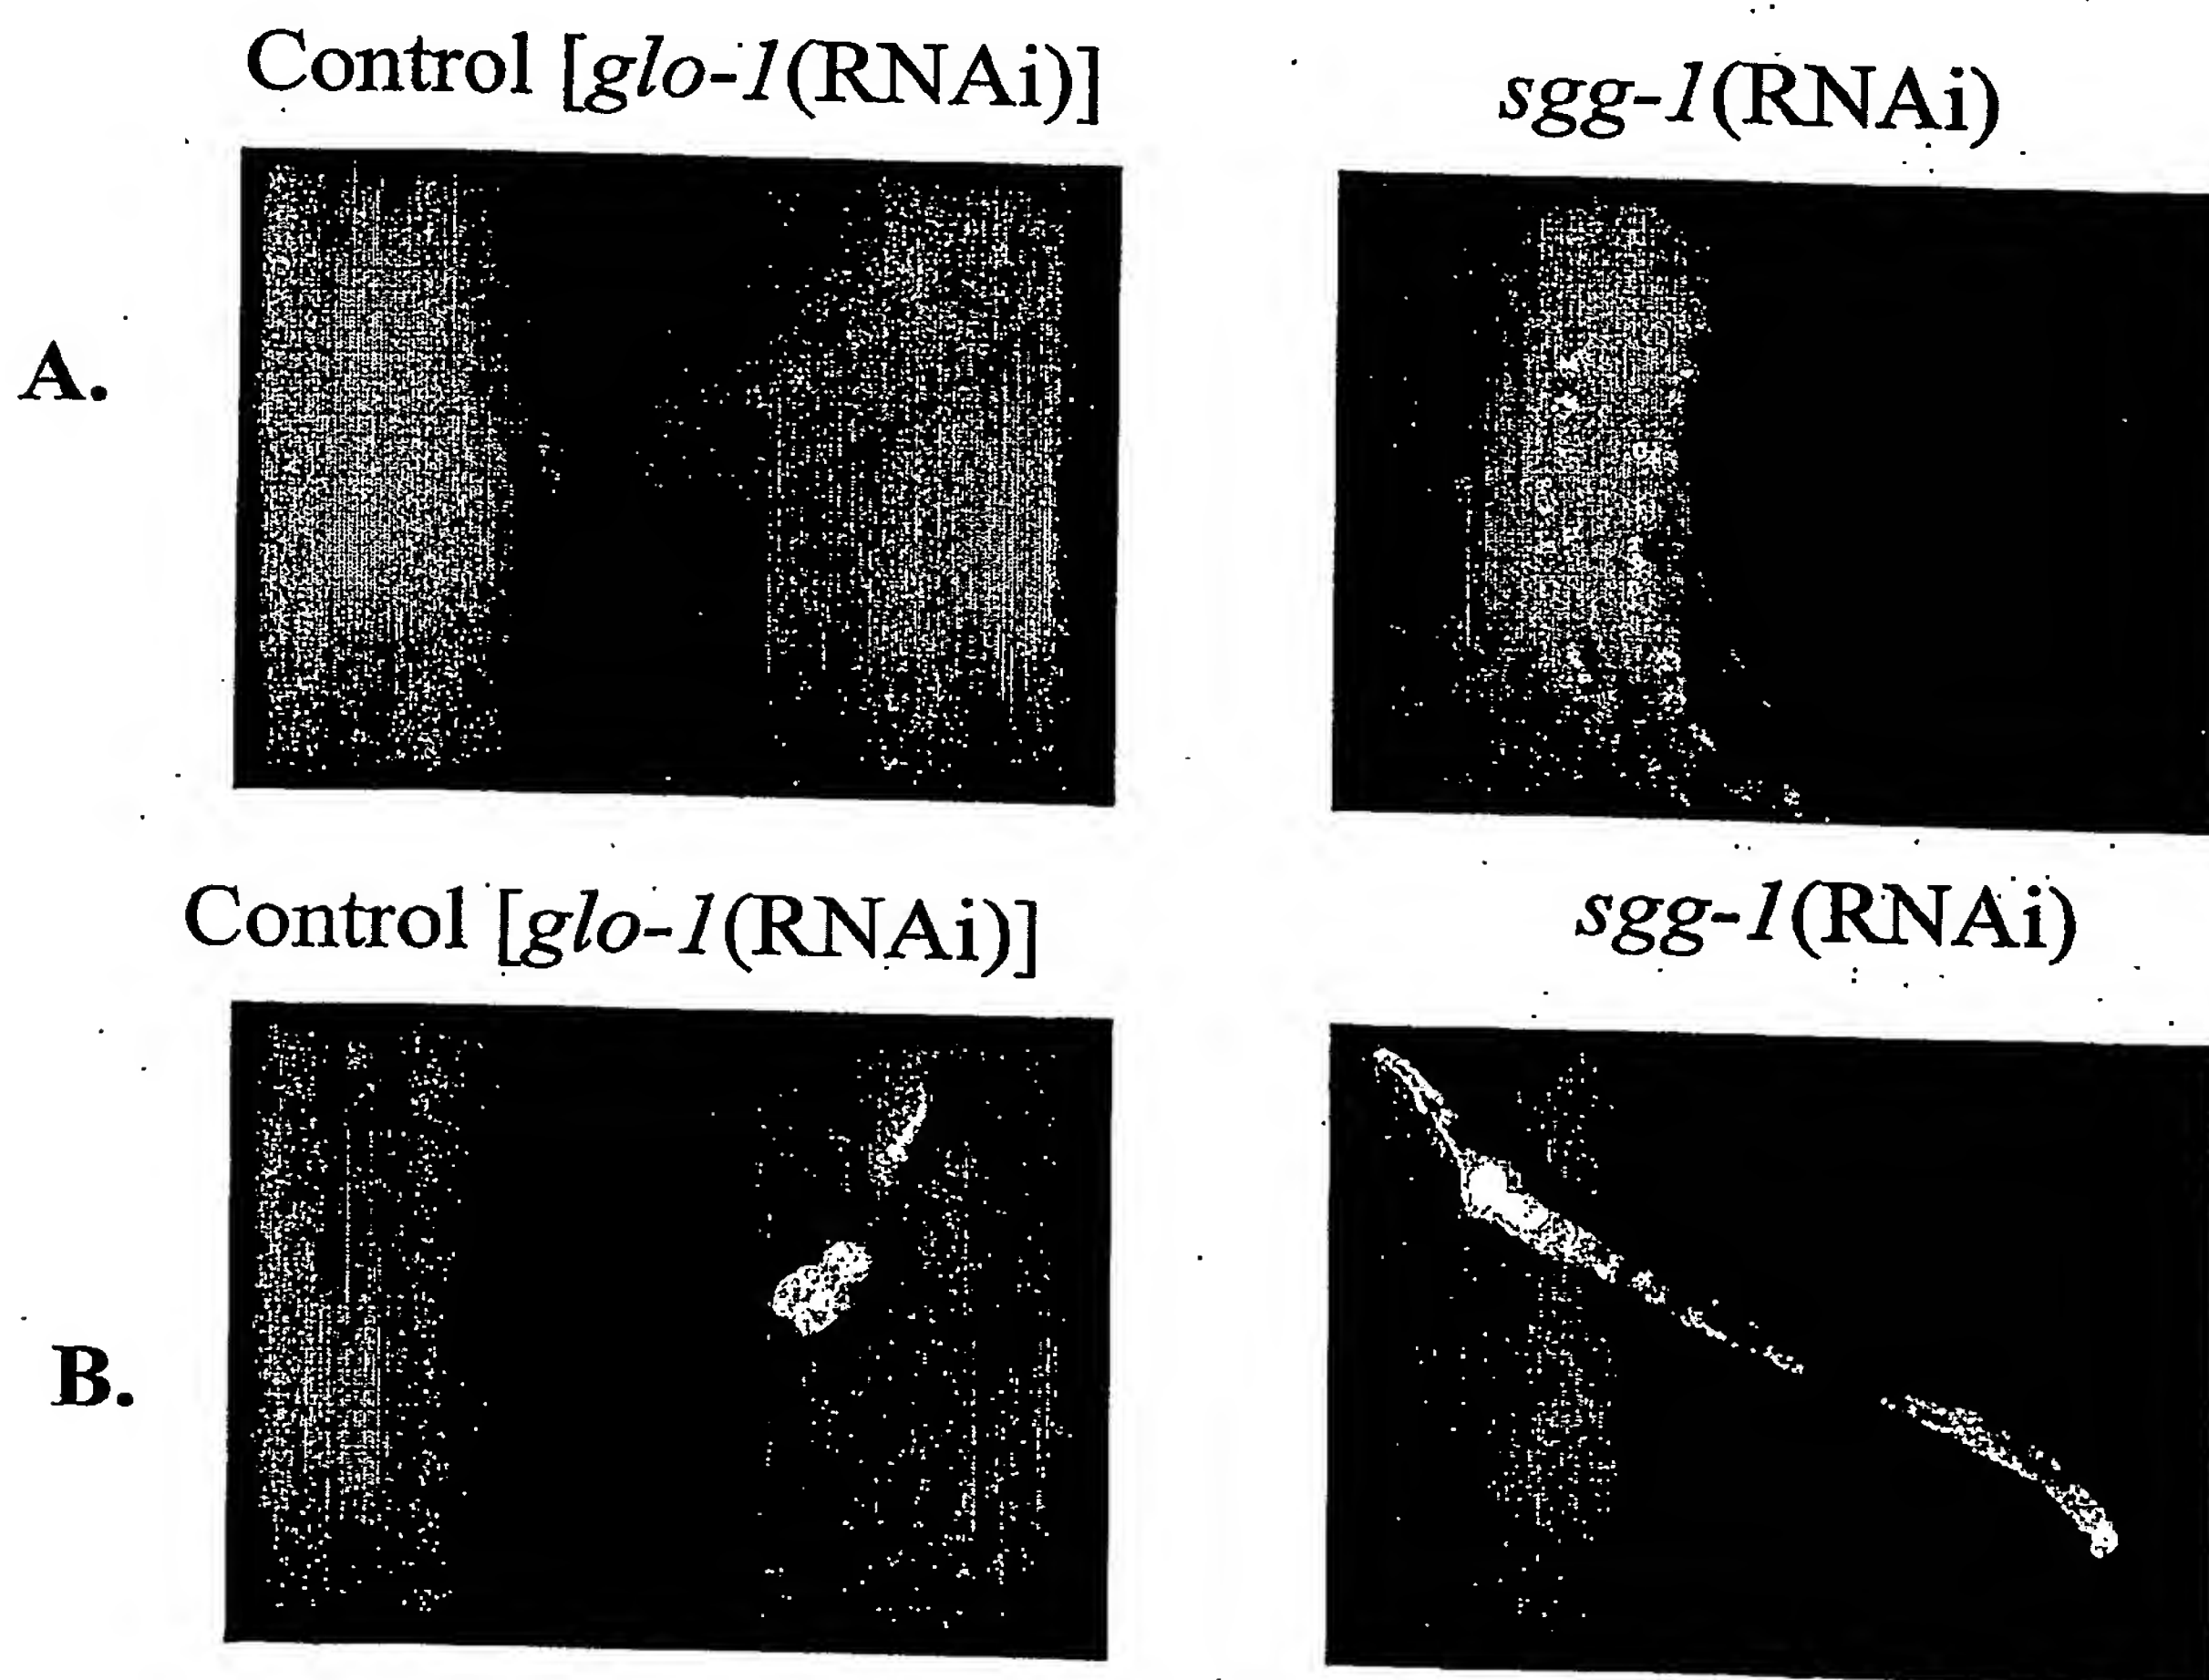 Control [glo-1(RNAi)]
sgg-1(RNAi)
A.
Control [glo-1(RNAi)]
sgg-1(RNAi)
B.